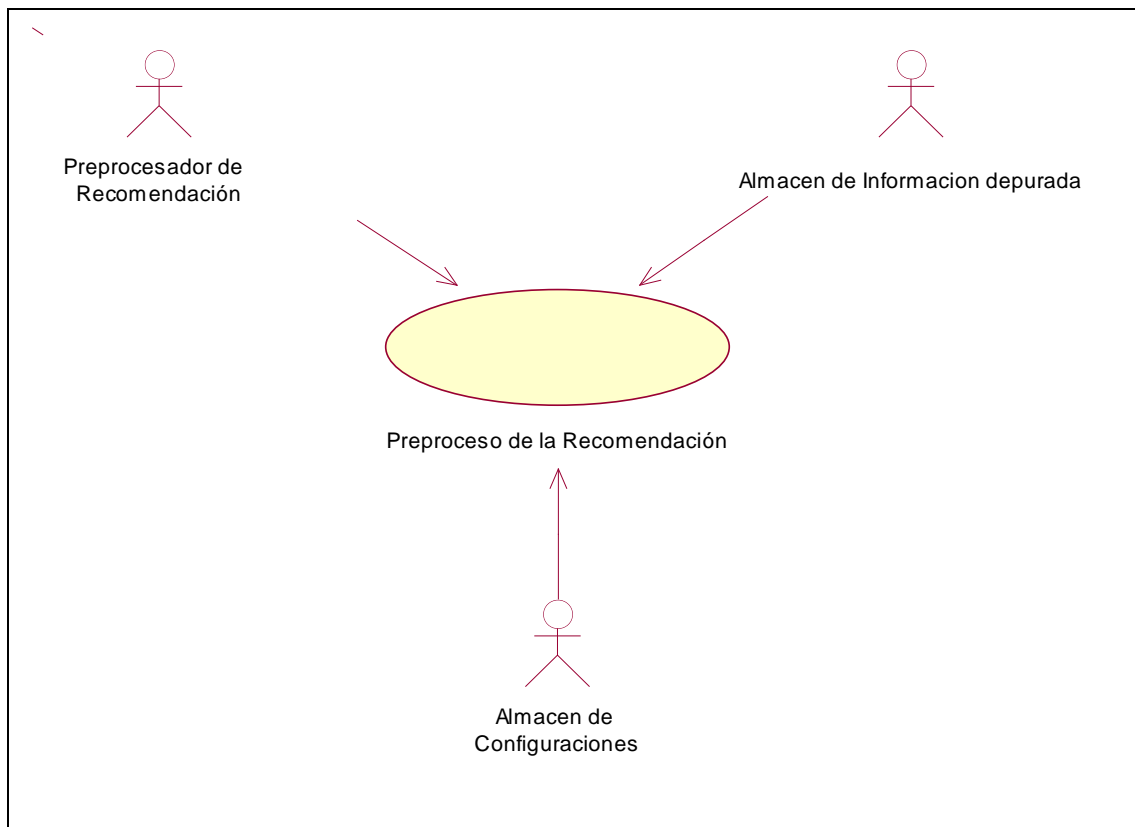 Preprocesador de
Recomendación
Almacen de Informacion depurada
Preproceso de la Recomendación
Almacen de
Configuraciones